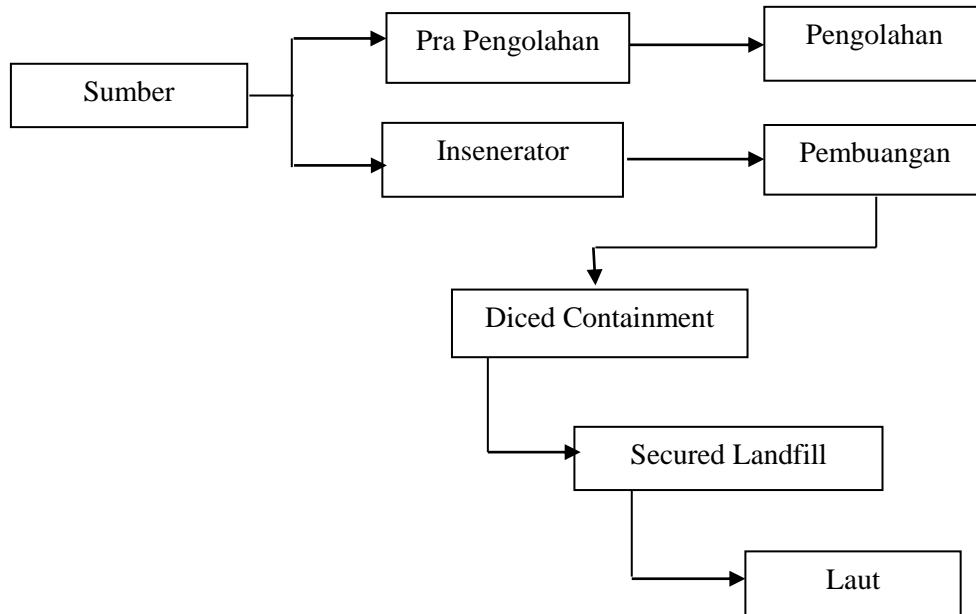 Pra Pengolahan
Pengolahan
Sumber
Insenerator
Pembuangan
Diced Containment
Secured Landfill
Laut